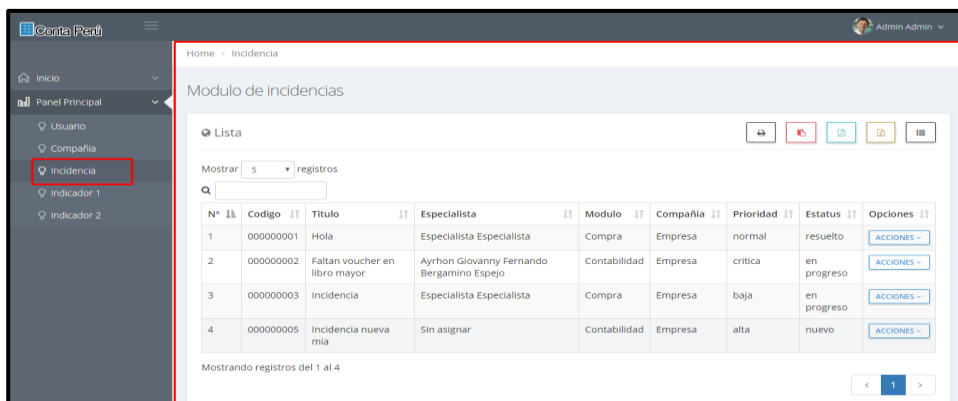 Conta Perú
Admin Admin
Home - Incidencia
Inicio
Panel Principal
Usuario
Compañia
Incidencia
Indicador 1
Indicador 2
Modulo de incidencias
Lista
Mostrar 5 registros
N° Codigo Titulo Especialista Modulo Compañia Prioridad Estatus Opciones
1 000000001 Hola Especialista Especialista Compra Empresa normal resuelto ACCIONES
2 000000002 Faltan voucher en Ayrhon Giovanny Fernando Contabilidad Empresa critica en ACCIONES
libro mayor Bergamino Espejo progreso
3 000000003 Incidencia Especialista Especialista Compra Empresa baja en ACCIONES
progreso
4 000000005 Incidencia nueva Sin asignar Contabilidad Empresa alta nuevo ACCIONES
mia
Mostrando registros del 1 al 4
< 1 >